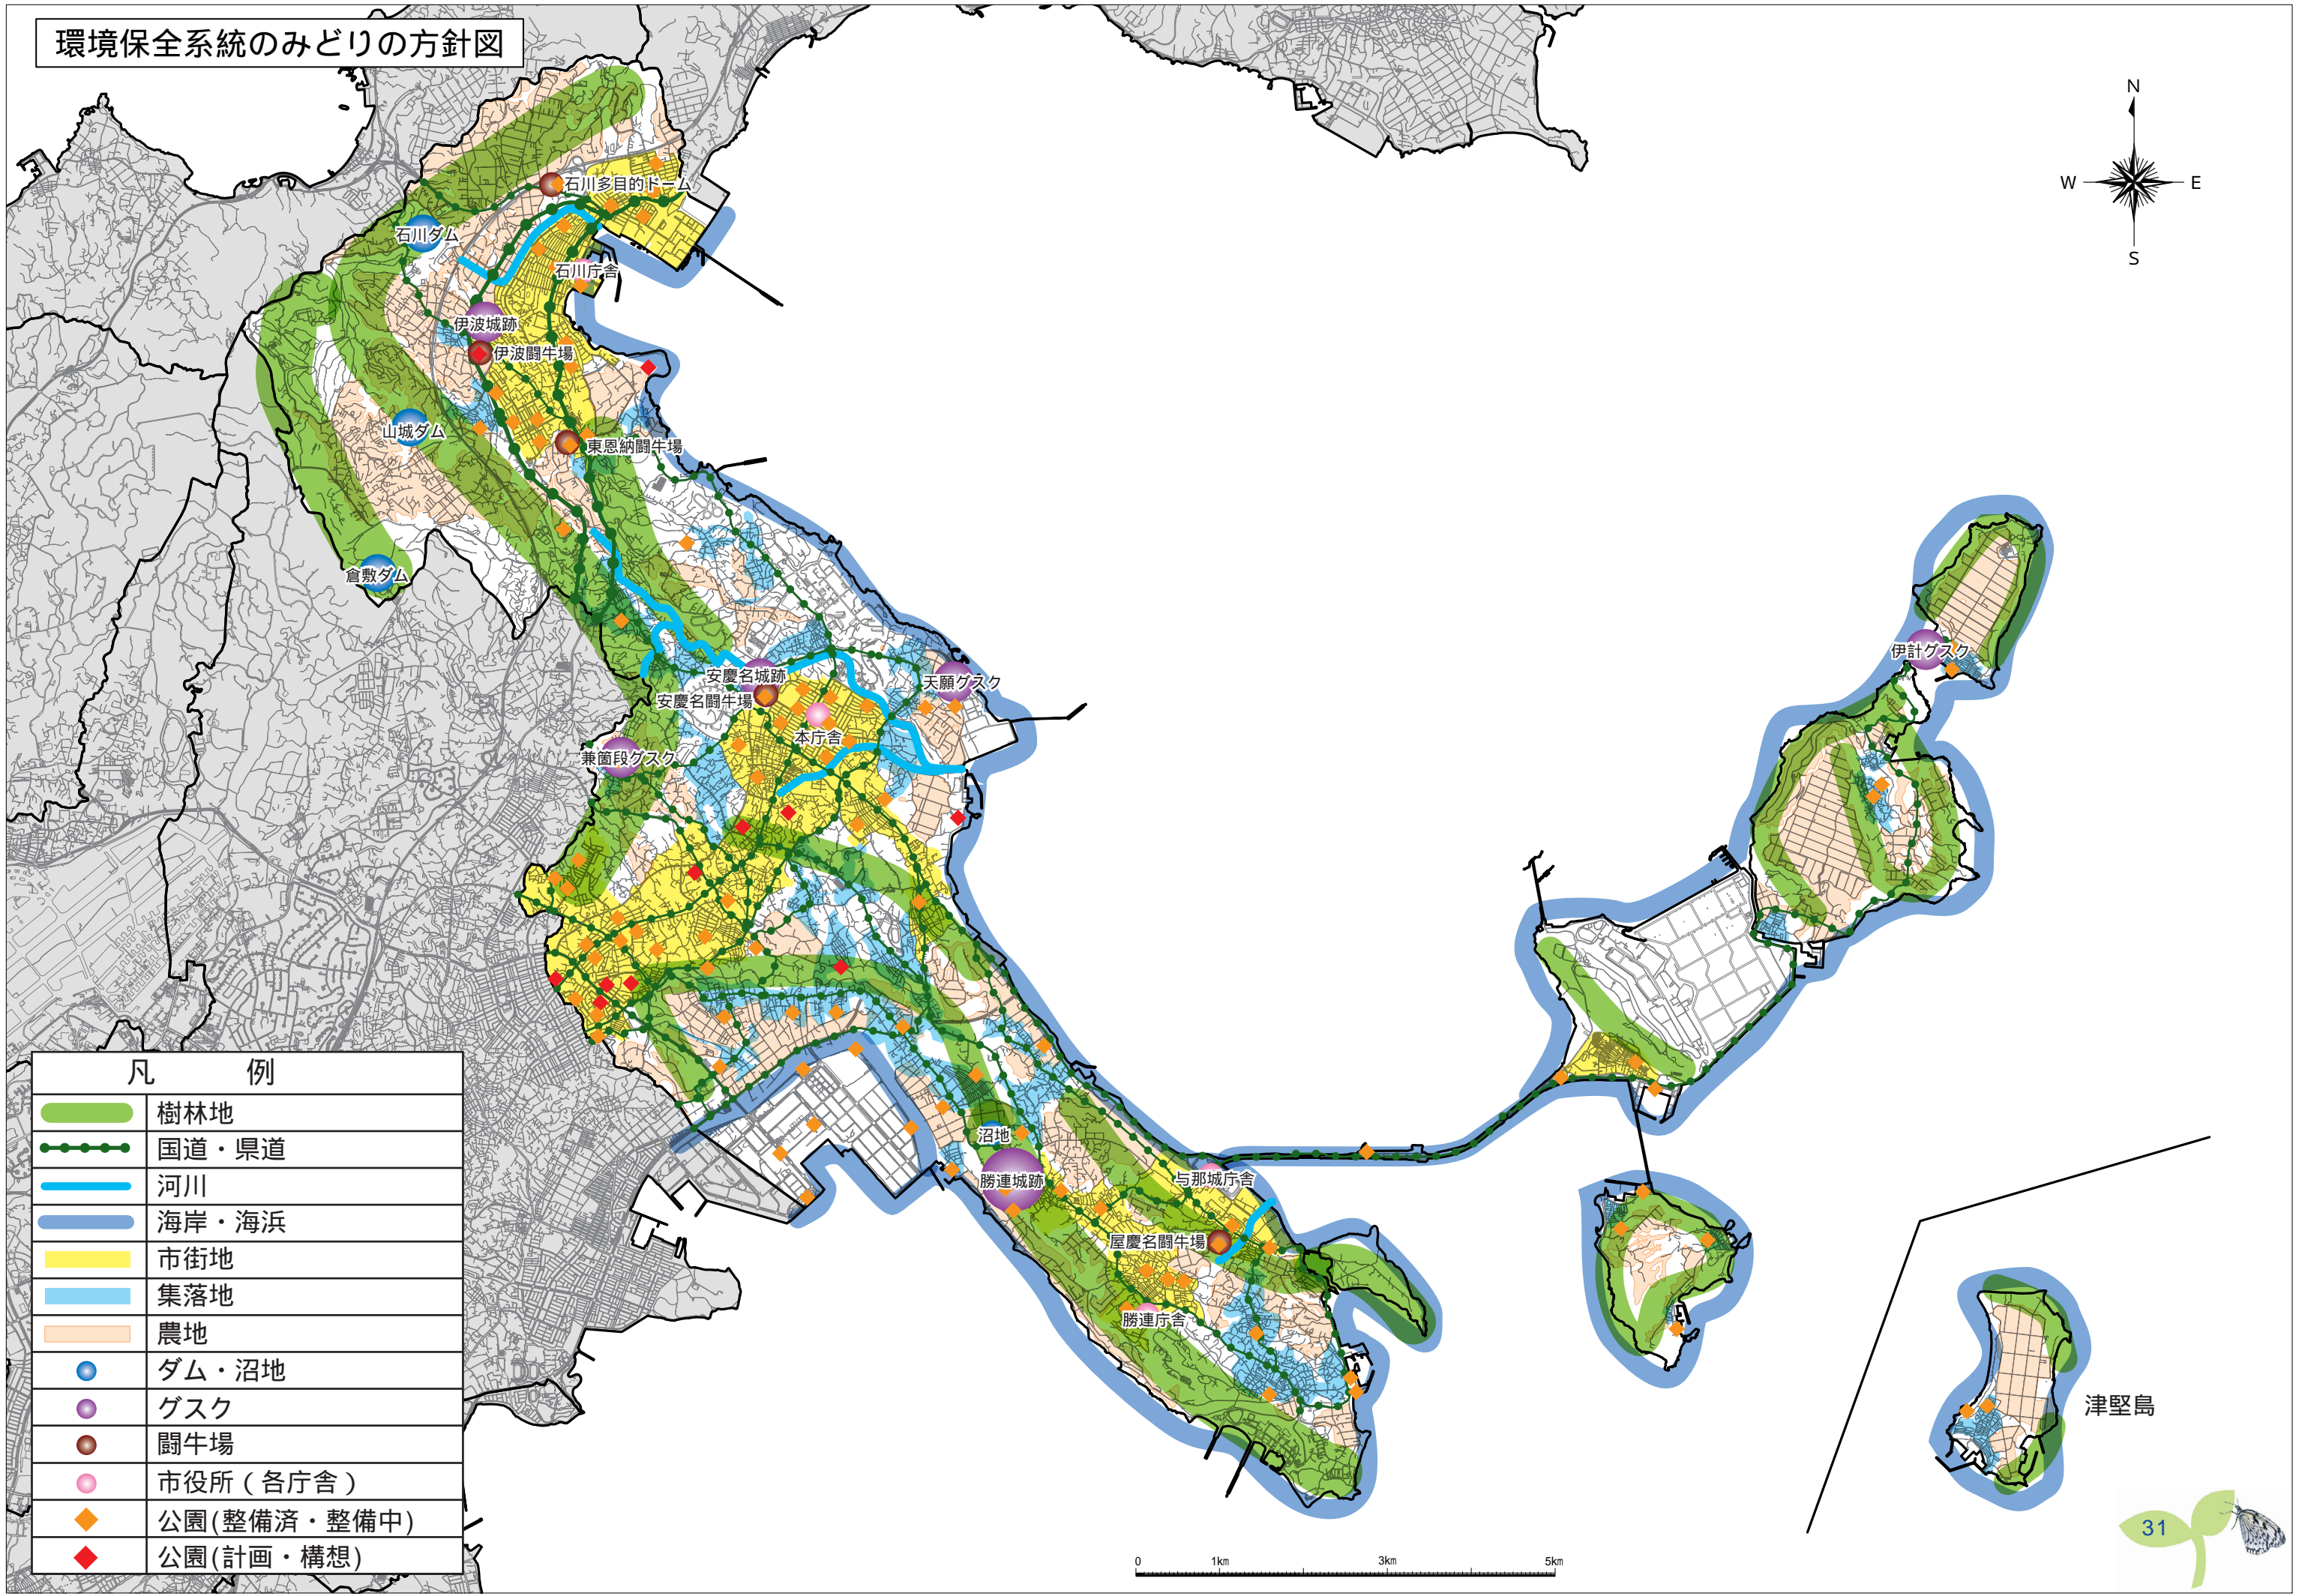 環境保全系統のみどりの方針図
N
W
E
S
石川多目的ドーム
石川ダム
石川庁舎
伊波城跡
伊波闘牛場
山城ダム
東恩納闘牛場
倉敷ダム
安慶名城跡
安慶名闘牛場
天願グスク
本庁舎
兼箇段グスク
伊計グスク
沼地
勝連城跡
与那城庁舎
屋慶名闘牛場
勝連庁舎
津堅島
凡 例
樹林地
国道・県道
河川
海岸・海浜
市街地
集落地
農地
ダム・沼地
グスク
闘牛場
市役所（各庁舎）
公園(整備済・整備中)
公園(計画・構想)
0 1km 3km 5km
31